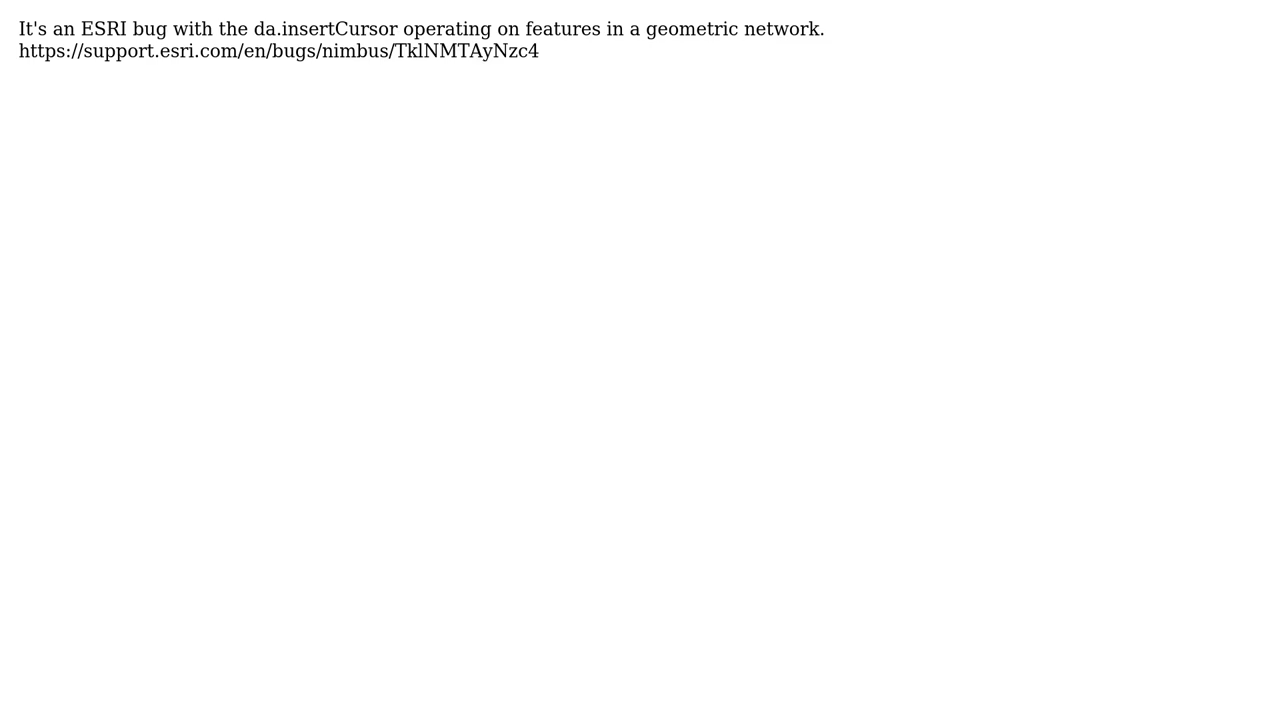 It's an ESRI bug with the da.insertCursor operating on features in a geometric network.
https://support.esri.com/en/bugs/nimbus/TklNMTAyNzc4